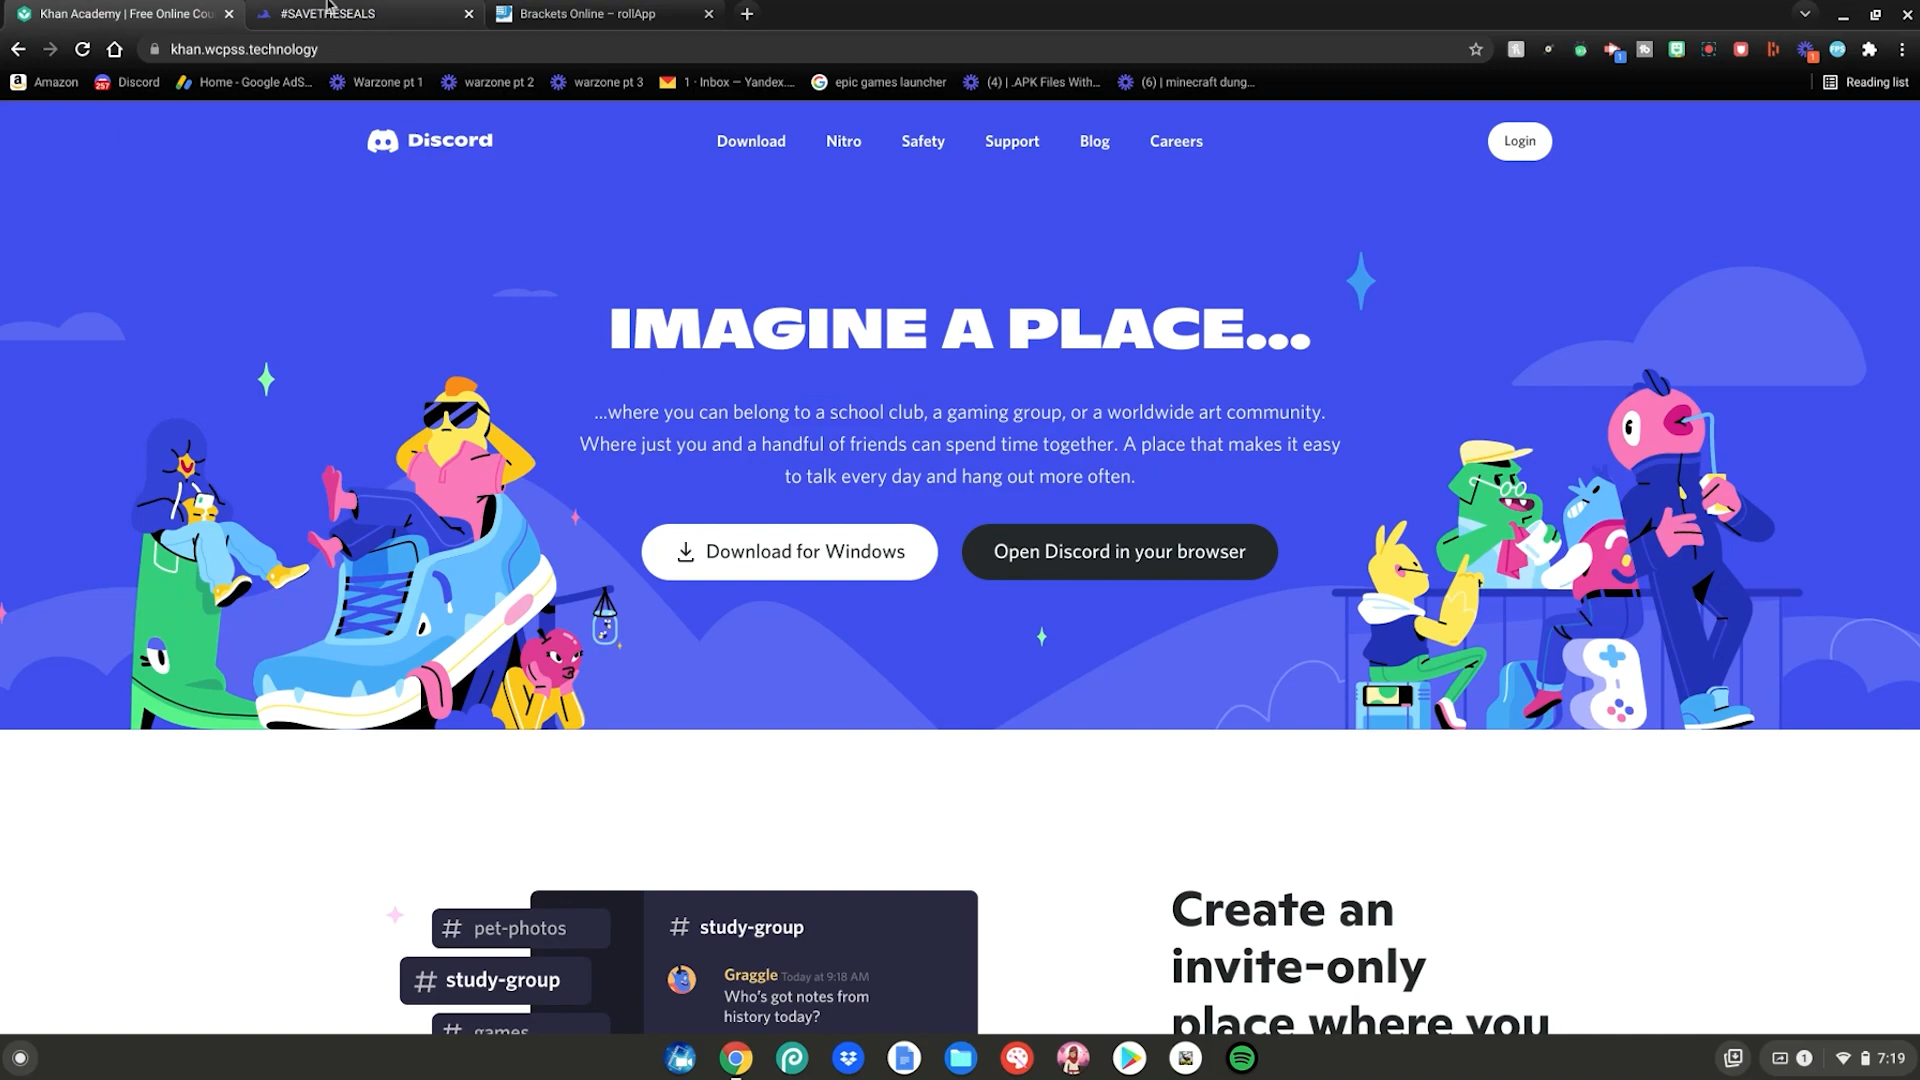 Khan Academy | Free Online Cou
#SAVETHESEALS
Brackets Online – rollApp
khan.wcpss.technology
Amazon
257
Discord
Home - Google AdS...
Warzone pt 1
warzone pt 2
warzone pt 3
1 · Inbox — Yandex....
epic games launcher
(4) | .APK Files With...
(6) | minecraft dung...
Reading list
Discord
Download
Nitro
Safety
Support
Blog
Careers
Login
IMAGINE A PLACE...
...where you can belong to a school club, a gaming group, or a worldwide art community.
Where just you and a handful of friends can spend time together. A place that makes it easy
to talk every day and hang out more often.
Download for Windows
Open Discord in your browser
# pet-photos
# study-group
# games
# study-group
Graggle Today at 9:18 AM
Who's got notes from
history today?
Create an
invite-only
place where you
1
7:19